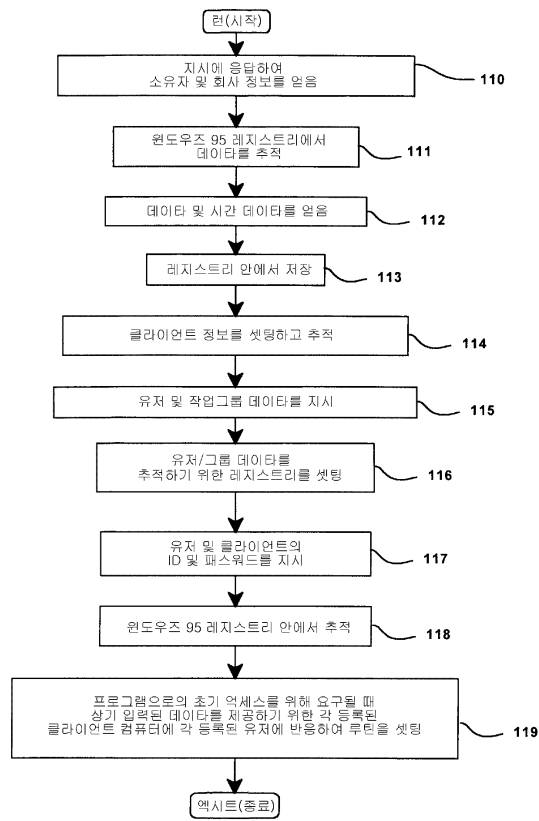 런(시작)
지시에 응답하여
소유자 및 회사 정보를 얻음
110
윈도우즈 95 레지스트리에서
데이타를 추적
111
데이타 및 시간 데이타를 얻음
112
레지스트리 안에서 저장
113
클라이언트 정보를 셋팅하고 추적
114
유저 및 작업그룹 데이타를 지시
115
유저/그룹 데이타를
추적하기 위한 레지스트리를 셋팅
116
유저 및 클라이언트의
ID 및 패스워드를 지시
117
윈도우즈 95 레지스트리 안에서 추적
118
프로그램으로의 초기 억세스를 위해 요구될 때
상기 입력된 데이타를 제공하기 위한 각 등록된
클라이언트 컴퓨터에 각 등록된 유저에 반응하여 루틴을 셋팅
119
엑시트(종료)